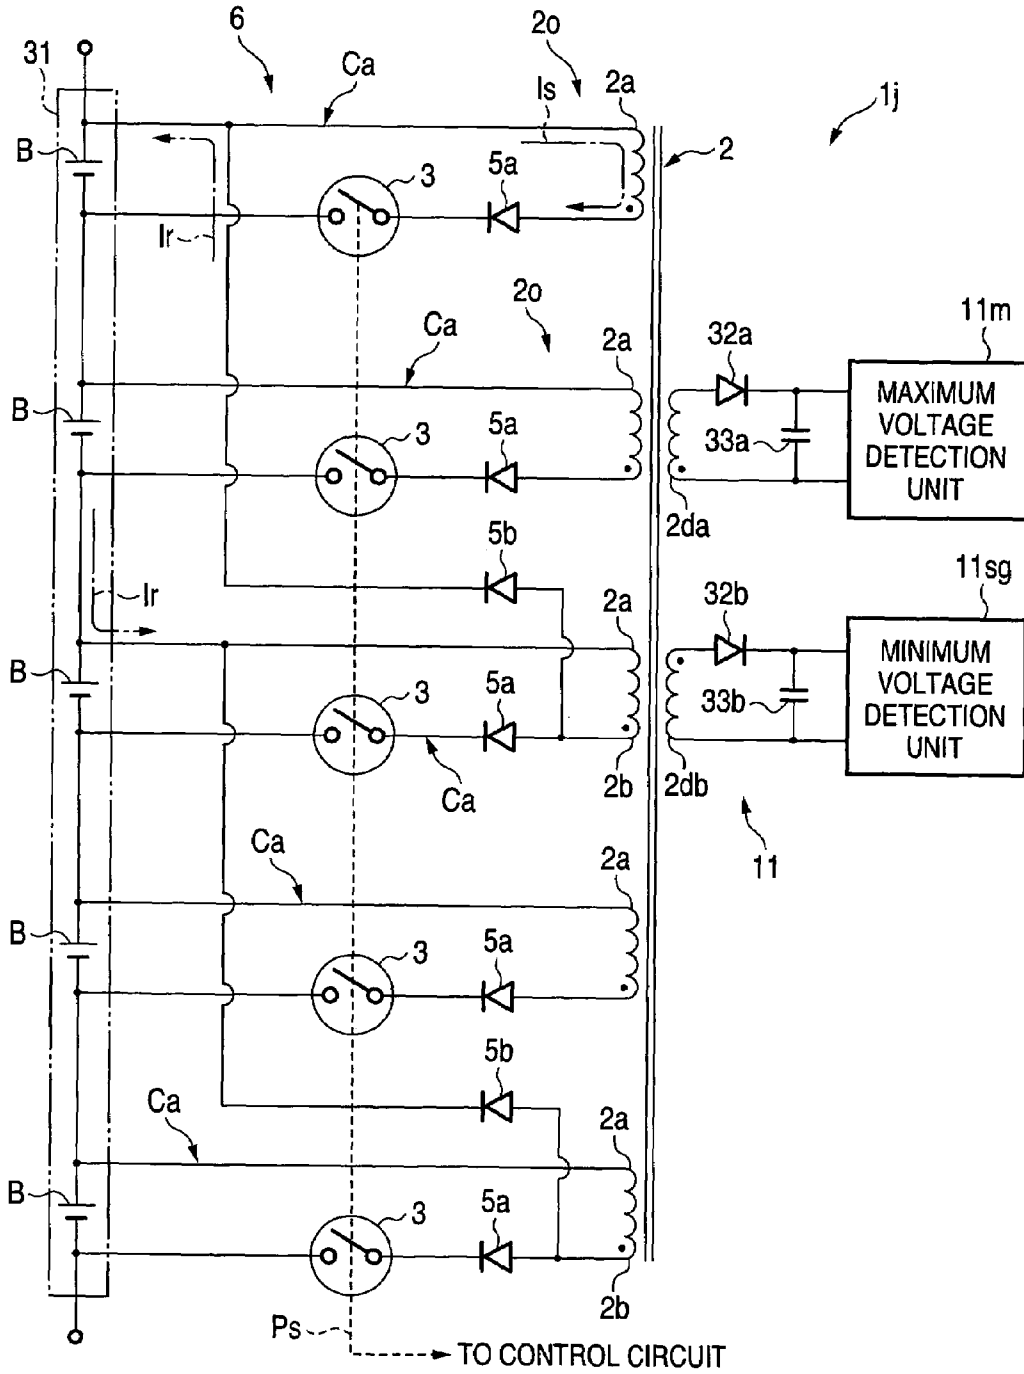 6
2o
31
Ca
Is
2a
1j
B
3
5a
2
Ir
2o
Ca
2a
32a
11m
B
3
5a
33a
MAXIMUM
VOLTAGE
DETECTION
UNIT
5b
2da
Ir
2a
32b
11sg
B
3
5a
33b
MINIMUM
VOLTAGE
DETECTION
UNIT
Ca
2b
2db
Ca
2a
11
B
3
5a
5b
Ca
2a
B
3
5a
2b
Ps
TO CONTROL CIRCUIT